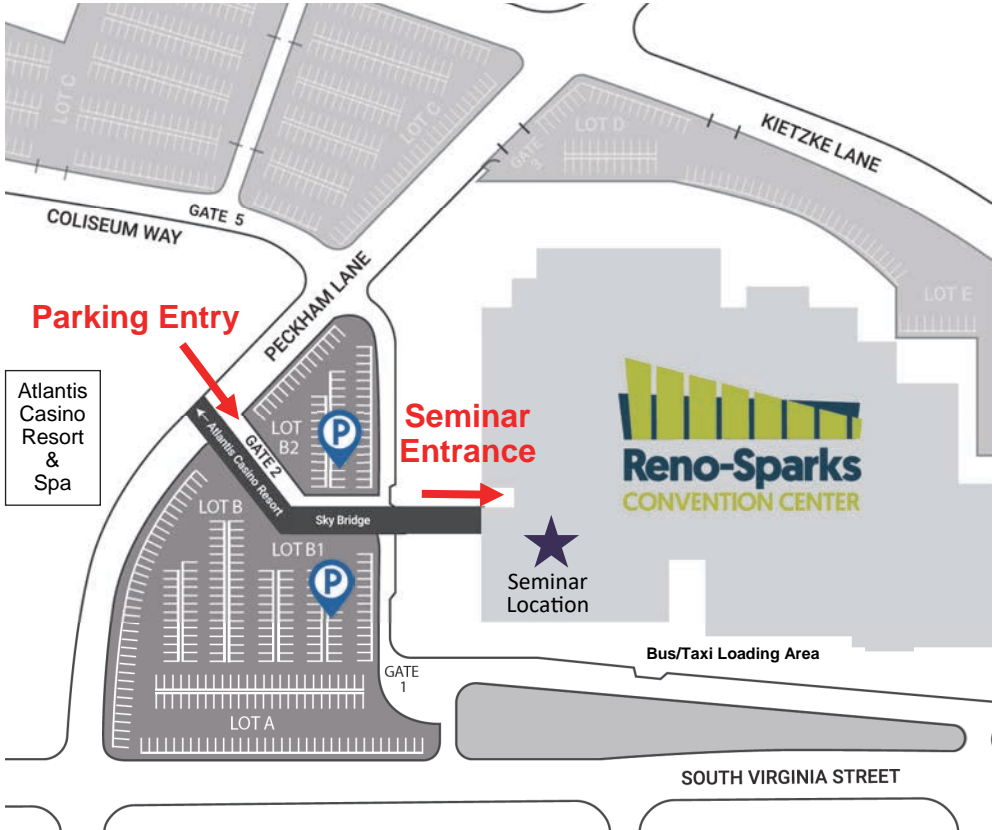 LOT C
LOT C
LOT D
GATE 3
KIETZKE LANE
GATE 5
COLISEUM WAY
LOT E
PECKHAM LANE
Parking Entry
Atlantis
Casino
Resort
&
Spa
LOT
B2
P
GATE 2
← Atlantis Casino Resort
Seminar
Entrance
Reno-Sparks
CONVENTION CENTER
LOT B
Sky Bridge
LOT B1
P
Seminar
Location
Bus/Taxi Loading Area
GATE
1
LOT A
SOUTH VIRGINIA STREET